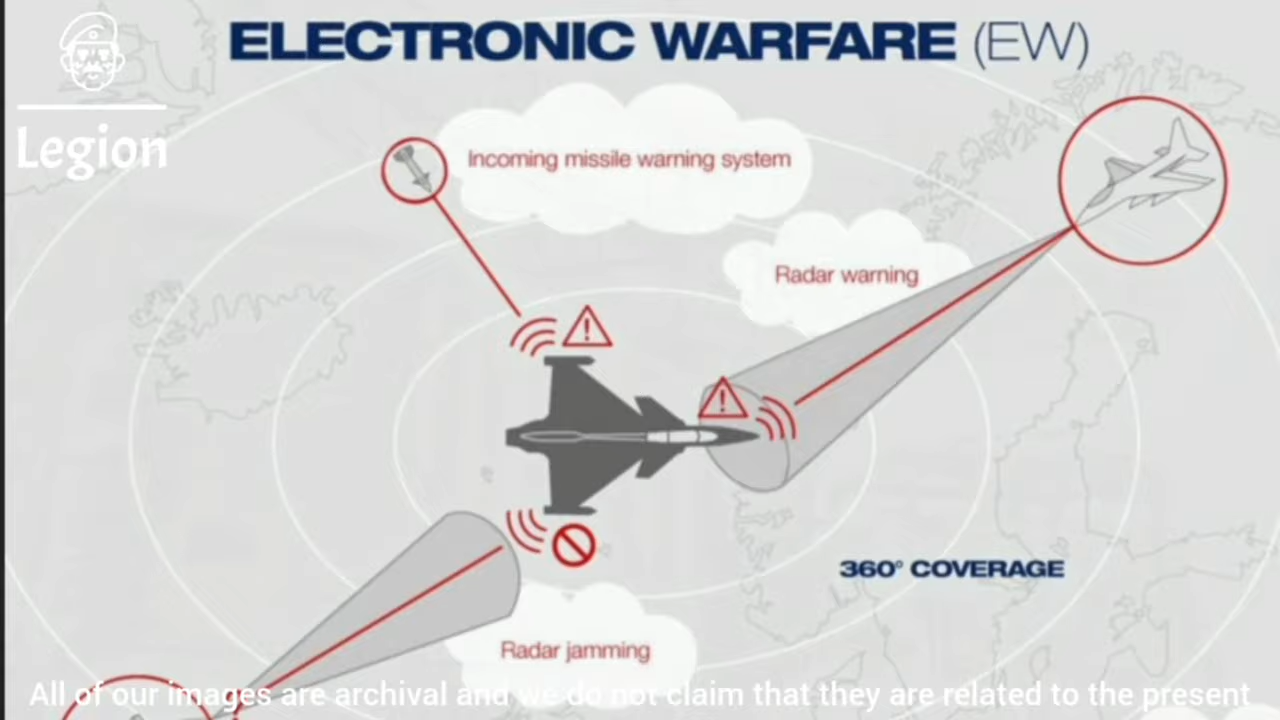 ELECTRONIC WARFARE (EW)
Legion
Incoming missile warning system
Radar warning
360° COVERAGE
Radar jamming
All of our images are archival and we do not claim that they are related to the present